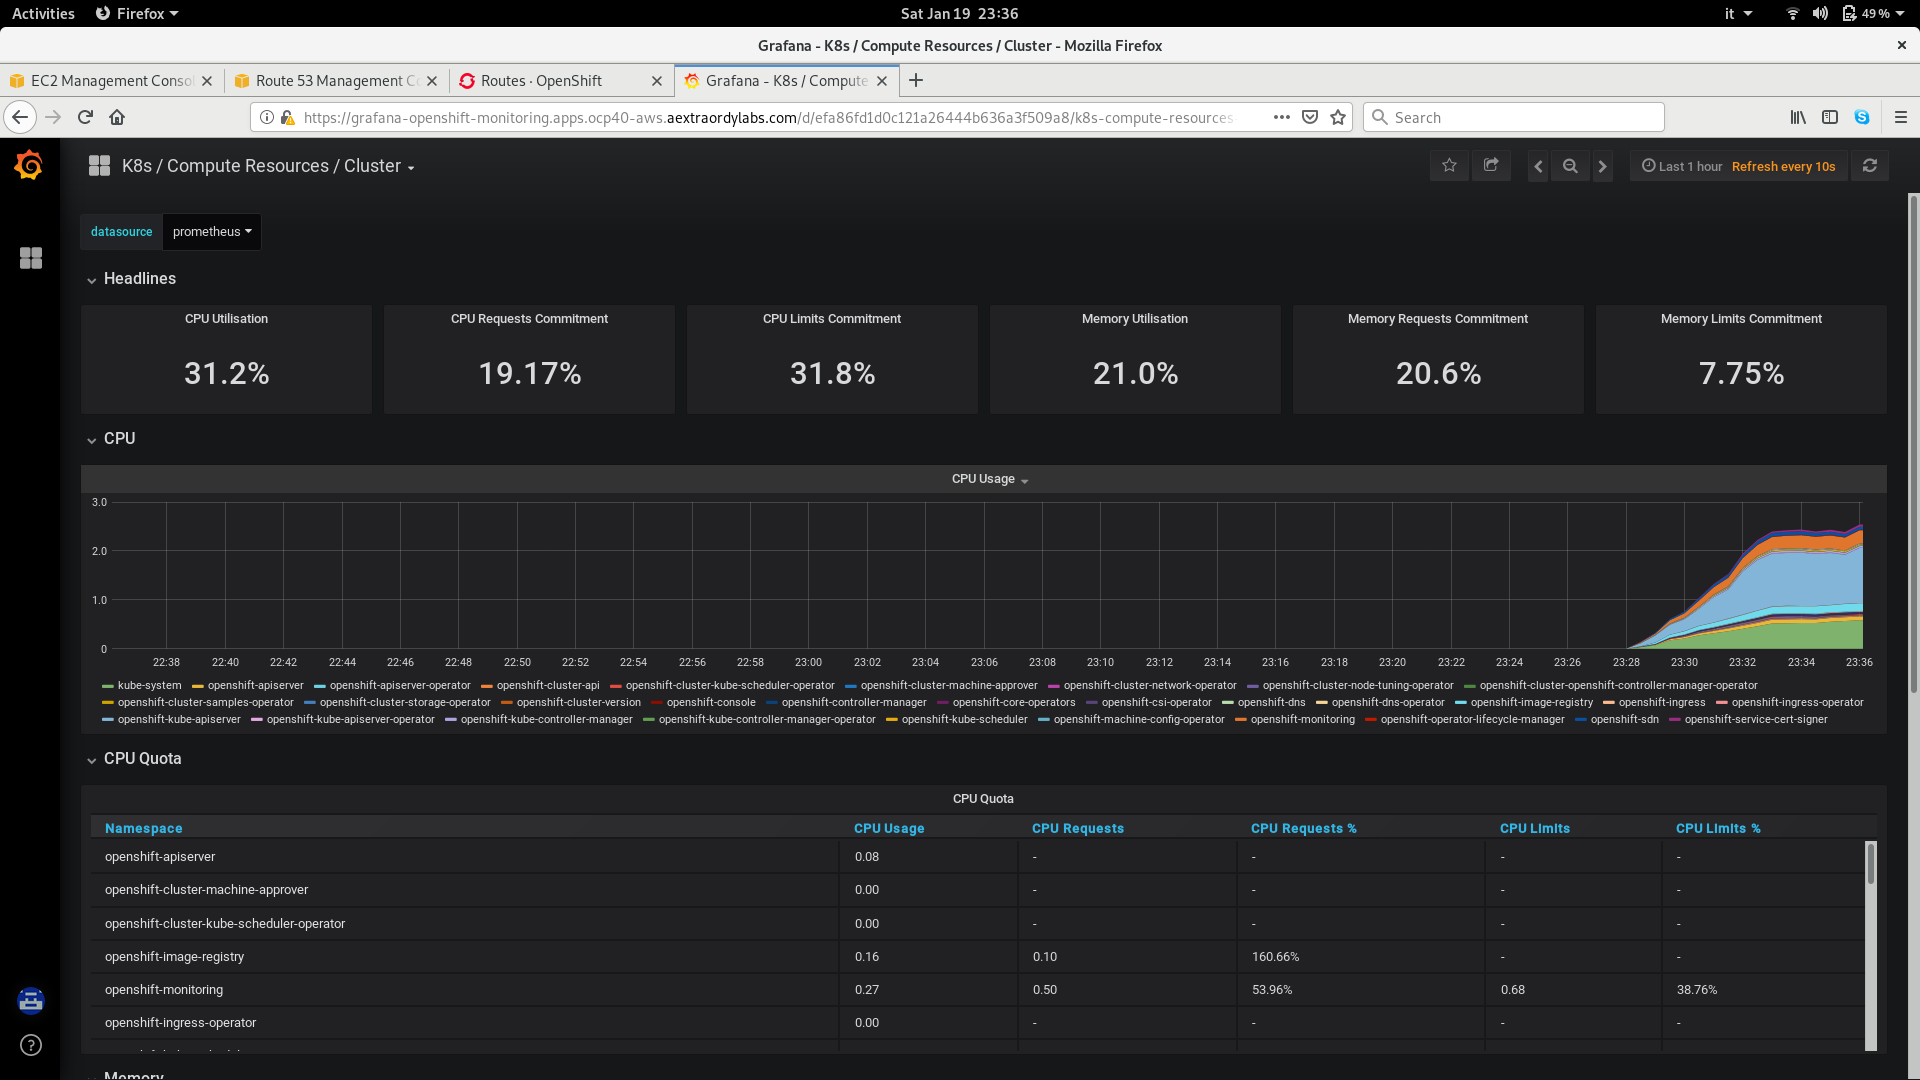 Activities Firefox Sat Jan 19 23:36 it 49 %
Grafana - K8s / Compute Resources / Cluster - Mozilla Firefox
EC2 Management Consol Route 53 Management Co Routes · OpenShift Grafana - K8s / Compute
https://grafana-openshift-monitoring.apps.ocp40-aws.aextraordylabs.com/d/efa86fd1d0c121a26444b636a3f509a8/k8s-compute-resources- Search
K8s / Compute Resources / Cluster Last 1 hour Refresh every 10s
datasource prometheus
Headlines
CPU Utilisation CPU Requests Commitment CPU Limits Commitment Memory Utilisation Memory Requests Commitment Memory Limits Commitment
31.2% 19.17% 31.8% 21.0% 20.6% 7.75%
CPU
CPU Usage
3.0
2.0
1.0
0
22:38 22:40 22:42 22:44 22:46 22:48 22:50 22:52 22:54 22:56 22:58 23:00 23:02 23:04 23:06 23:08 23:10 23:12 23:14 23:16 23:18 23:20 23:22 23:24 23:26 23:28 23:30 23:32 23:34 23:36
kube-system openshift-apiserver openshift-apiserver-operator openshift-cluster-api openshift-cluster-kube-scheduler-operator openshift-cluster-machine-approver openshift-cluster-network-operator openshift-cluster-node-tuning-operator openshift-cluster-openshift-controller-manager-operator
openshift-cluster-samples-operator openshift-cluster-storage-operator openshift-cluster-version openshift-console openshift-controller-manager openshift-core-operators openshift-csi-operator openshift-dns openshift-dns-operator openshift-image-registry openshift-ingress openshift-ingress-operator
openshift-kube-apiserver openshift-kube-apiserver-operator openshift-kube-controller-manager openshift-kube-controller-manager-operator openshift-kube-scheduler openshift-machine-config-operator openshift-monitoring openshift-operator-lifecycle-manager openshift-sdn openshift-service-cert-signer
CPU Quota
CPU Quota
Namespace CPU Usage CPU Requests CPU Requests % CPU Limits CPU Limits %
openshift-apiserver 0.08 - - - -
openshift-cluster-machine-approver 0.00 - - - -
openshift-cluster-kube-scheduler-operator 0.00 - - - -
openshift-image-registry 0.16 0.10 160.66% - -
openshift-monitoring 0.27 0.50 53.96% 0.68 38.76%
openshift-ingress-operator 0.00 - - - -
Memory